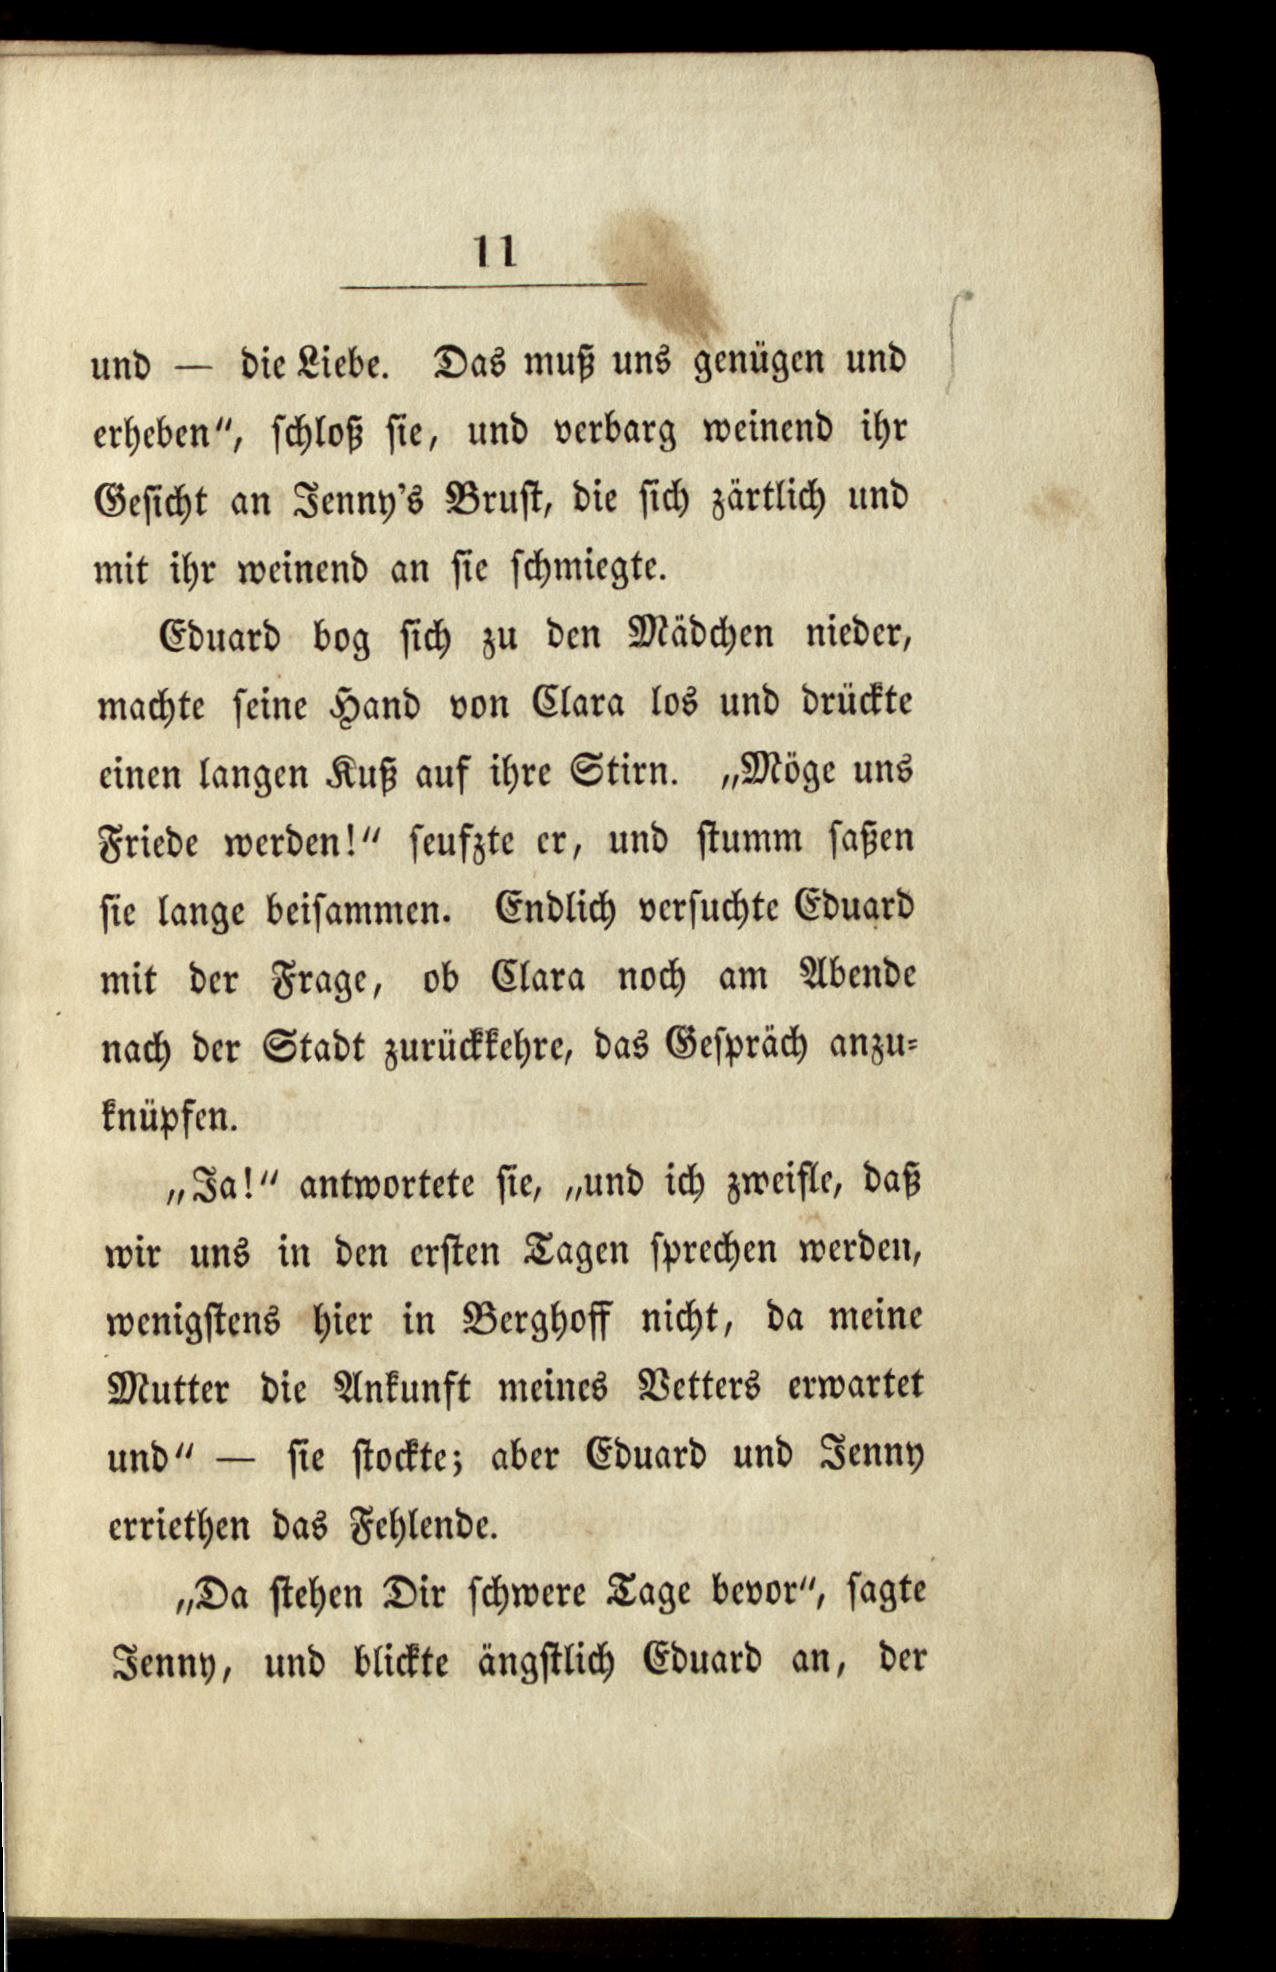 11
und — die Liebe. Das muß uns genügen und
erheben“, schloß sie, und verbarg weinend ihr
Gesicht an Jenny's Brust, die sich zärtlich und
mit ihr weinend an sie schmiegte.
Eduard bog sich zu den Mädchen nieder,
machte seine Hand von Clara los und drückte
einen langen Kuß auf ihre Stirn. „Möge uns
Friede werden!“ seufzte er, und stumm saßen
sie lange beisammen. Endlich versuchte Eduard
mit der Frage, ob Clara noch am Abende
nach der Stadt zurückkehre, das Gespräch anzu-
knüpfen.
„Ja!“ antwortete sie, „und ich zweifle, daß
wir uns in den ersten Tagen sprechen werden,
wenigstens hier in Berghoff nicht, da meine
Mutter die Ankunft meines Vetters erwartet
und“ — sie stockte; aber Eduard und Jenny
erriethen das Fehlende.
„Da stehen Dir schwere Tage bevor“, sagte
Jenny, und blickte ängstlich Eduard an, der